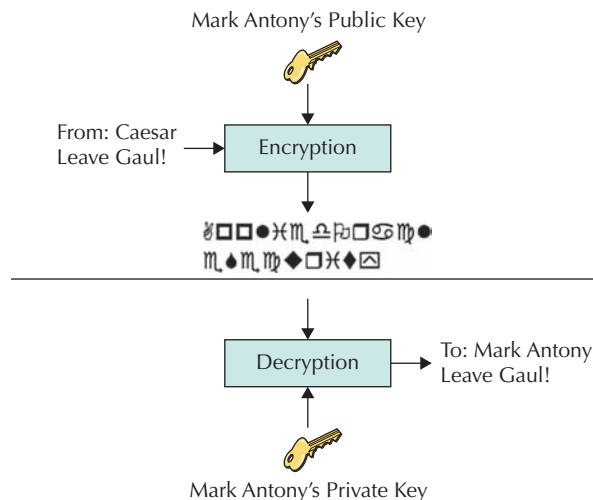 Mark Antony's Public Key
From: Caesar
Leave Gaul!
Encryption
Decryption
To: Mark Antony
Leave Gaul!
Mark Antony's Private Key